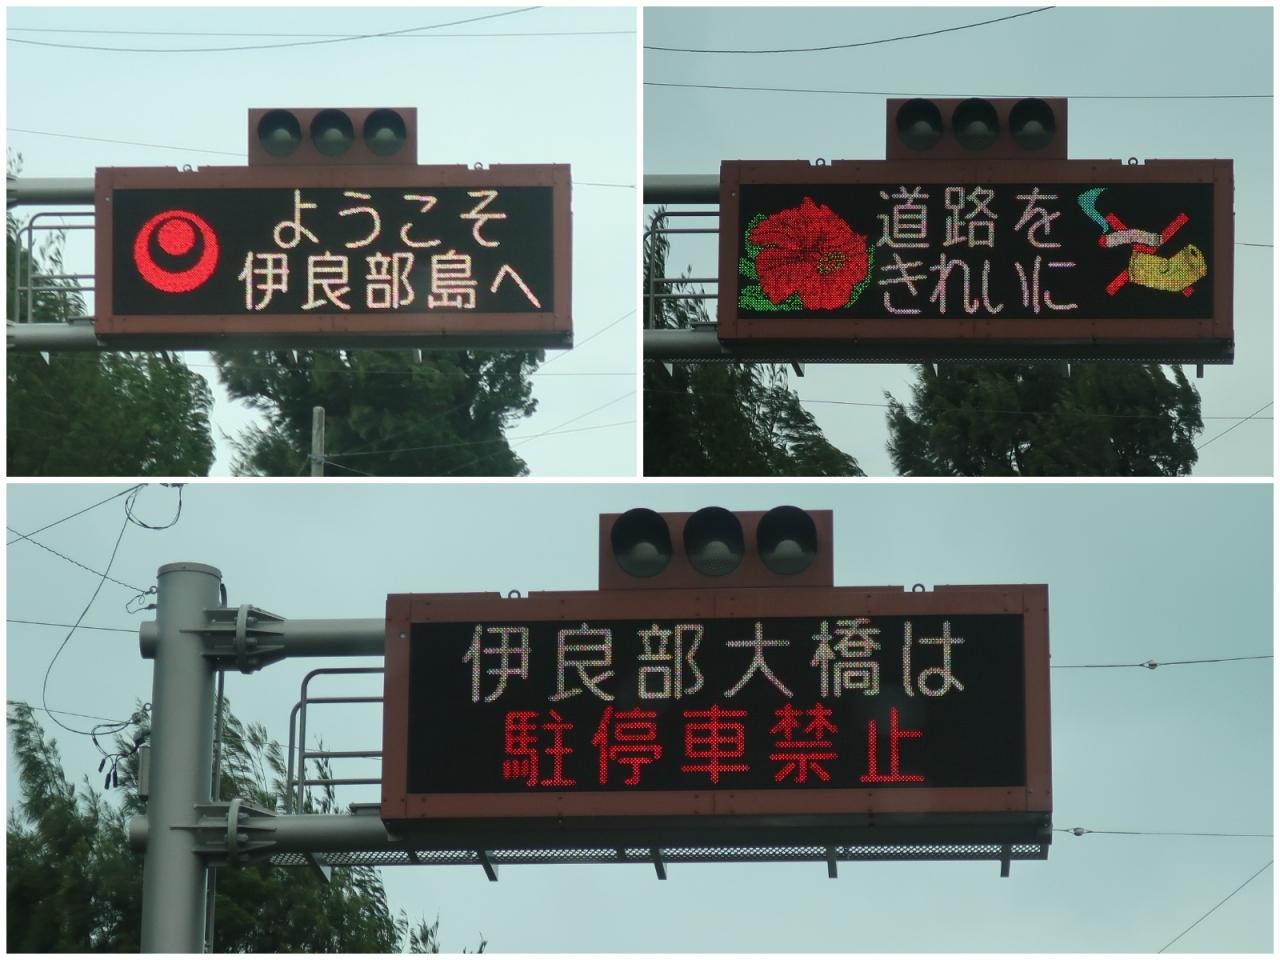 ようこそ
伊良部島へ
道路を
きれいに
伊良部大橋は
駐停車禁止